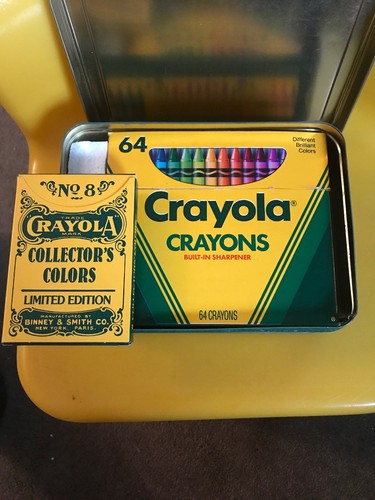 64
Different
Brilliant
Colors
Crayola®
CRAYONS
BUILT-IN SHARPENER
64 CRAYONS
Nº 8
TRADE
CRAYOLA
MARK
COLLECTOR'S
COLORS
LIMITED EDITION
MANUFACTURED BY
BINNEY & SMITH CO.
NEW YORK, PARIS.